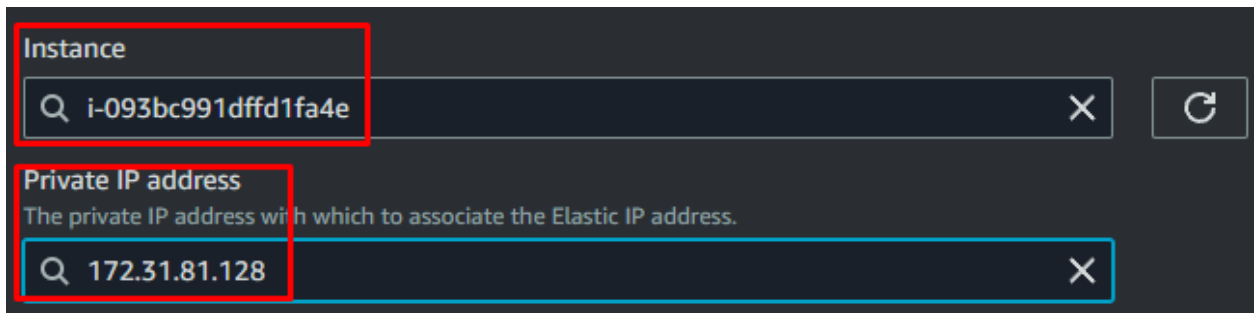 Instance
i-093bc991dffd1fa4e
Private IP address
The private IP address with which to associate the Elastic IP address.
172.31.81.128